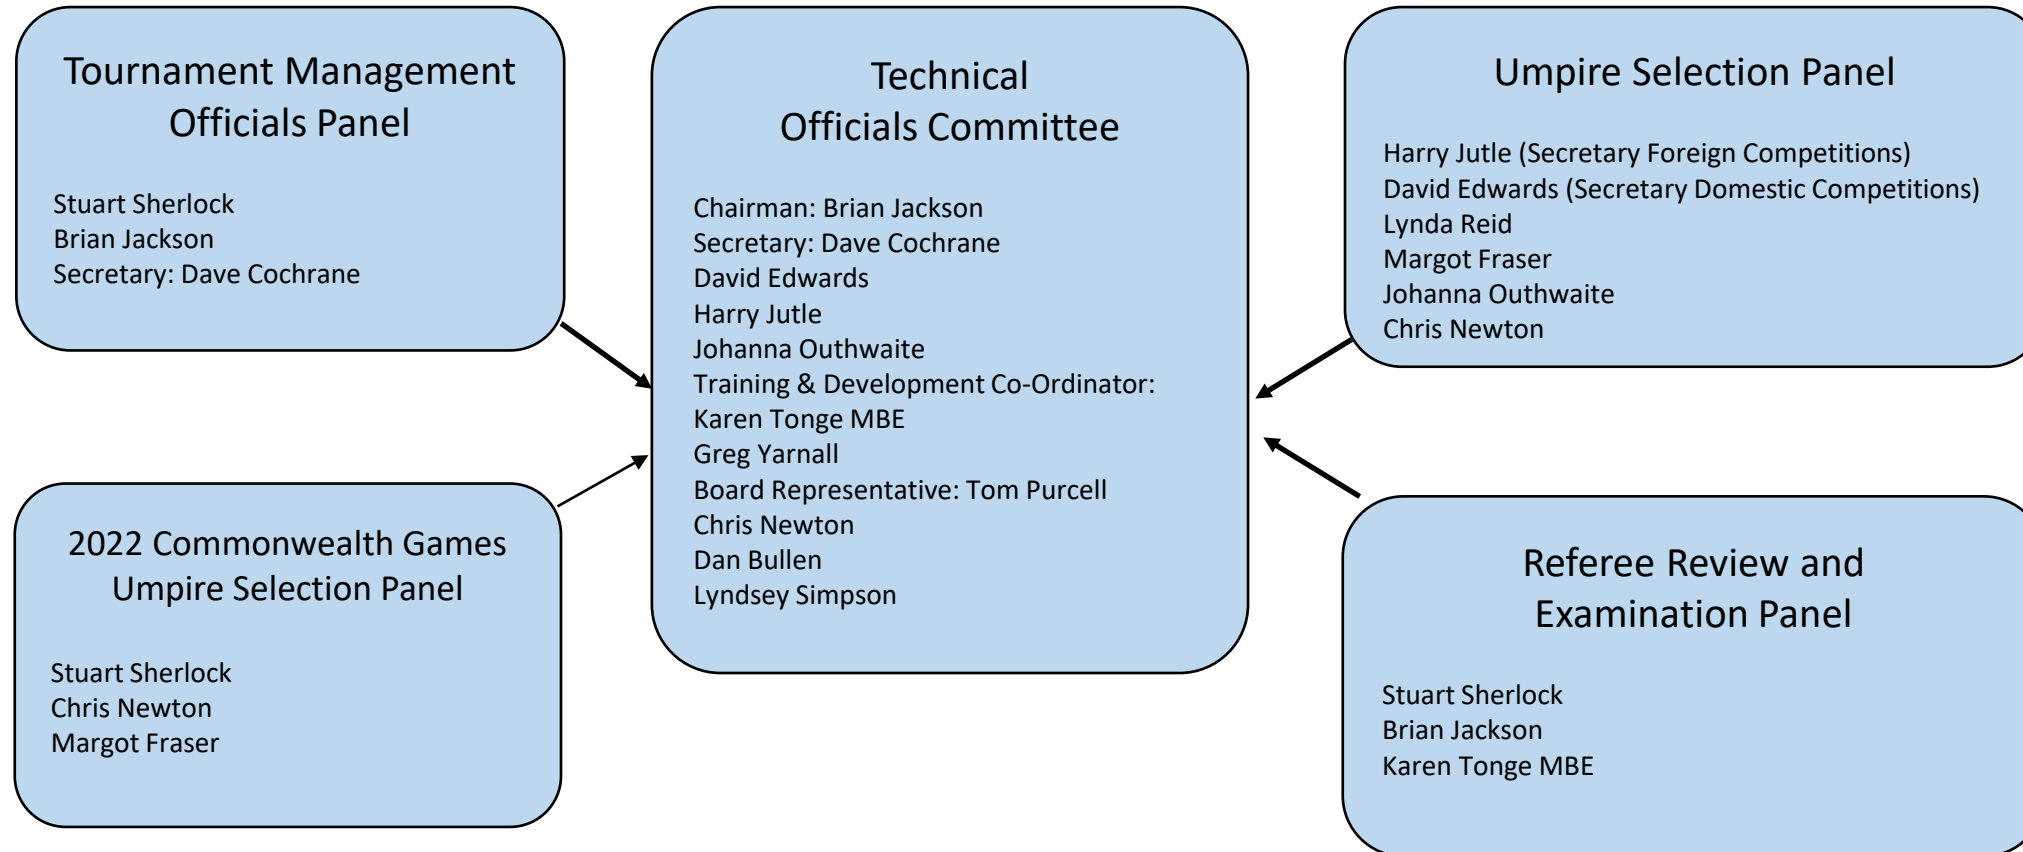 Tournament Management
Officials Panel
Stuart Sherlock
Brian Jackson
Secretary: Dave Cochrane
Technical
Officials Committee
Chairman: Brian Jackson
Secretary: Dave Cochrane
David Edwards
Harry Jutle
Johanna Outhwaite
Training & Development Co-Ordinator:
Karen Tonge MBE
Greg Yarnall
Board Representative: Tom Purcell
Chris Newton
Dan Bullen
Lyndsey Simpson
Umpire Selection Panel
Harry Jutle (Secretary Foreign Competitions)
David Edwards (Secretary Domestic Competitions)
Lynda Reid
Margot Fraser
Johanna Outhwaite
Chris Newton
2022 Commonwealth Games
Umpire Selection Panel
Stuart Sherlock
Chris Newton
Margot Fraser
Referee Review and
Examination Panel
Stuart Sherlock
Brian Jackson
Karen Tonge MBE